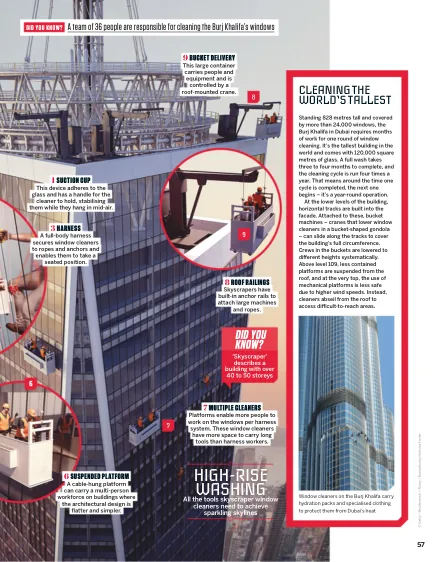 DID YOU KNOW? A team of 36 people are responsible for cleaning the Burj Khalifa's windows
9 BUCKET DELIVERY
This large container
carries people and
equipment and is
controlled by a
roof-mounted crane.
8
1 SUCTION CUP
This device adheres to the
glass and has a handle for the
cleaner to hold, stabilising
them while they hang in mid-air.
3 HARNESS
A full-body harness
secures window cleaners
to ropes and anchors and
enables them to take a
seated position.
9
8 ROOF RAILINGS
Skyscrapers have
built-in anchor rails to
attach large machines
and ropes.
DID YOU
KNOW?
'Skyscraper'
describes a
building with over
40 to 50 storeys
6
7
7 MULTIPLE CLEANERS
Platforms enable more people to
work on the windows per harness
system. These window cleaners
have more space to carry long
tools than harness workers.
6 SUSPENDED PLATFORM
A cable-hung platform
can carry a multi-person
workforce on buildings where
the architectural design is
flatter and simpler.
HIGH-RISE
WASHING
All the tools skyscraper window
cleaners need to achieve
sparkling skylines
CLEANING THE
WORLD'S TALLEST
Standing 828 metres tall and covered
by more than 24,000 windows, the
Burj Khalifa in Dubai requires months
of work for one round of window
cleaning. It's the tallest building in the
world and comes with 120,000 square
metres of glass. A full wash takes
three to four months to complete, and
the cleaning cycle is run four times a
year. That means around the time one
cycle is completed, the next one
begins – it's a year-round operation.
At the lower levels of the building,
horizontal tracks are built into the
facade. Attached to these, bucket
machines – cranes that lower window
cleaners in a bucket-shaped gondola
– can slide along the tracks to cover
the building's full circumference.
Crews in the buckets are lowered to
different heights systematically.
Above level 109, less contained
platforms are suspended from the
roof, and at the very top, the use of
mechanical platforms is less safe
due to higher wind speeds. Instead,
cleaners abseil from the roof to
access difficult-to-reach areas.
Window cleaners on the Burj Khalifa carry
hydration packs and specialised clothing
to protect them from Dubai's heat
57